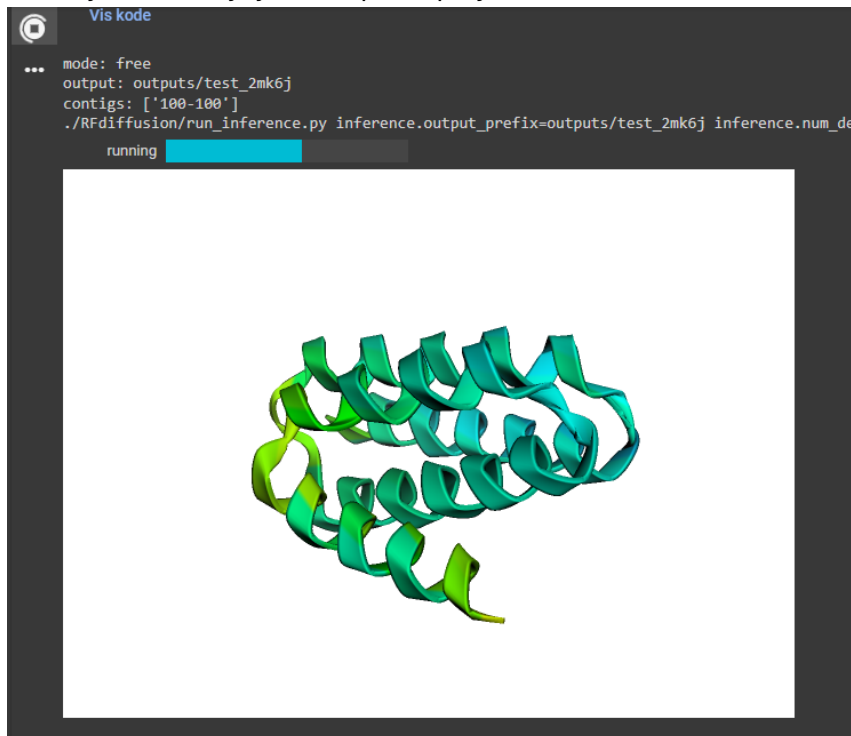 Vis kode
mode: free
output: outputs/test_2mk6j
contigs: ['100-100']
./RFdiffusion/run_inference.py inference.output_prefix=outputs/test_2mk6j inference.num_de
running